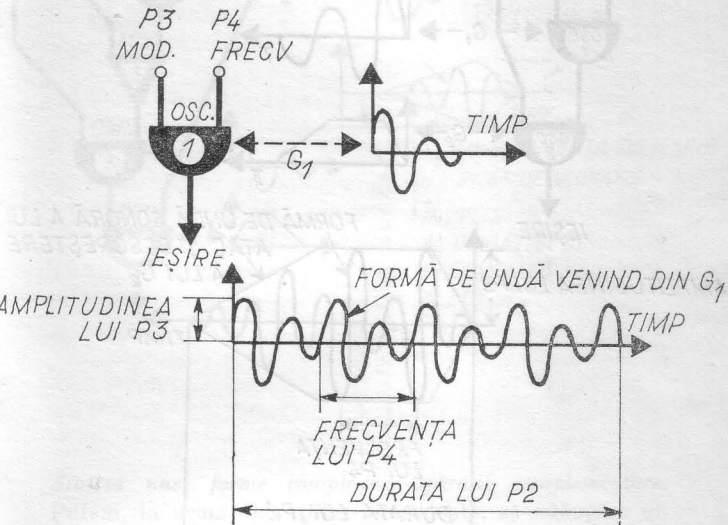 P3 P4
MOD. FRECV
OSC.
1
G1
TIMP
IEȘIRE
FORMĂ DE UNDĂ VENIND DIN G1
AMPLITUDINEA
LUI P3
TIMP
FRECVENȚA
LUI P4
DURATA LUI P2